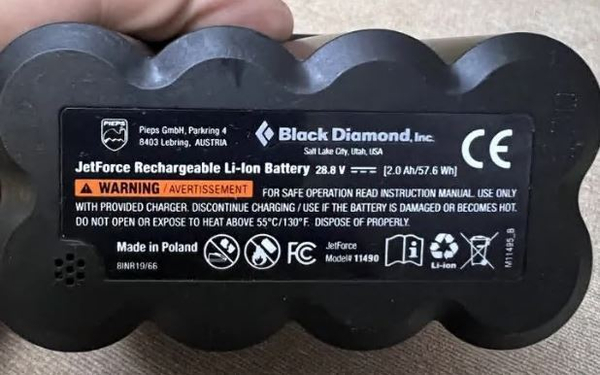 PIEPS
Pieps GmbH, Parkring 4
8403 Lebring, AUSTRIA
Black Diamond, Inc.
Salt Lake City, Utah, USA
CE
JetForce Rechargeable Li-Ion Battery 28.8 V ⎓ [2.0 Ah/57.6 Wh]
WARNING / AVERTISSEMENT FOR SAFE OPERATION READ INSTRUCTION MANUAL. USE ONLY
WITH PROVIDED CHARGER. DISCONTINUE CHARGING / USE IF THE BATTERY IS DAMAGED OR BECOMES HOT.
DO NOT OPEN OR EXPOSE TO HEAT ABOVE 55°C/130°F. DISPOSE OF PROPERLY.
Made in Poland
8INR19/66
FC
JetForce
Model# 11490
Li-ion
M11495_B